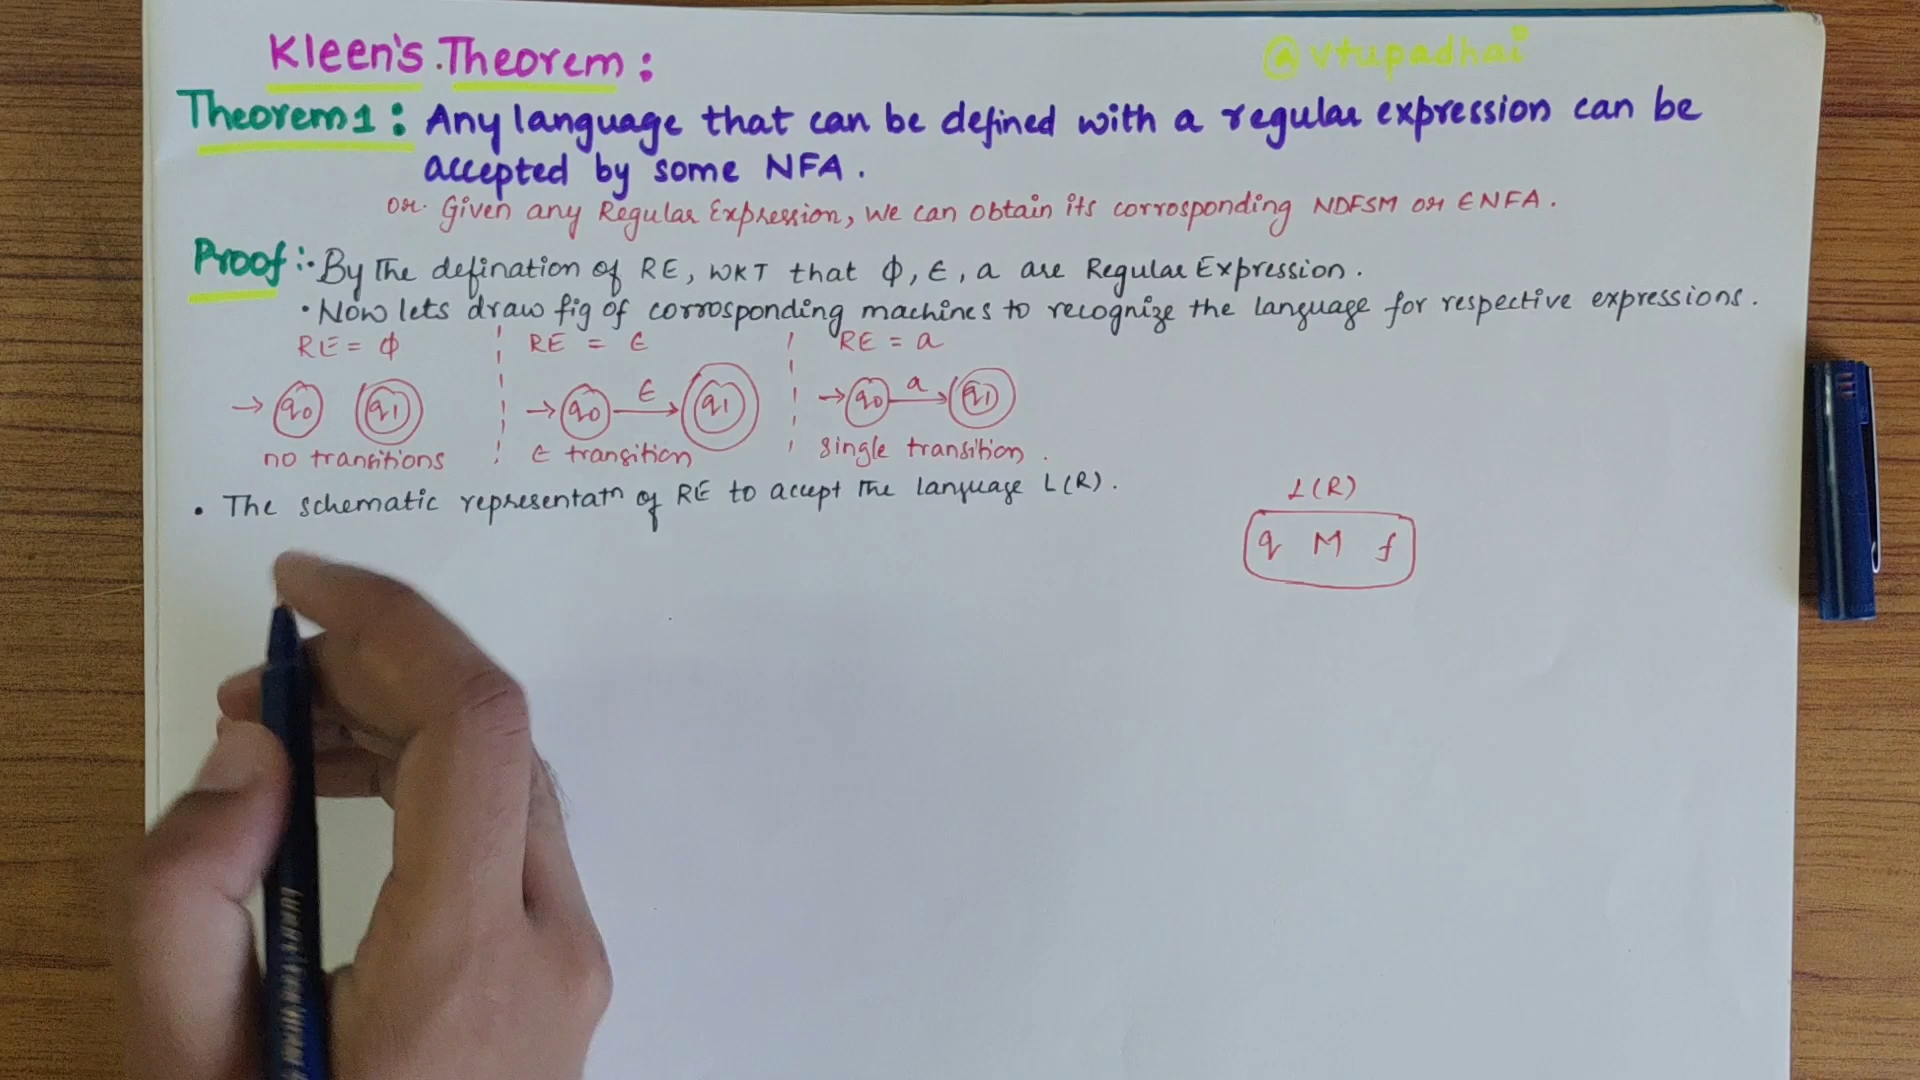 Kleen's Theorem:
@vtupadhai
Theorem1: Any language that can be defined with a regular expression can be
accepted by some NFA.
or Given any Regular Expression, we can obtain its corrosponding NDFSM or ENFA.
Proof:• By The defination of RE, WKT that ϕ, ϵ, a are Regular Expression.
• Now lets draw fig of corrosponding machines to recognize the language for respective expressions.
RE = ϕ
RE = ϵ
RE = a
q0 q1
q0 ϵ q1
q0 a q1
no transitions
ϵ transition
single transition.
• The schematic representatn of RE to accept the language L(R).
L(R)
q M f